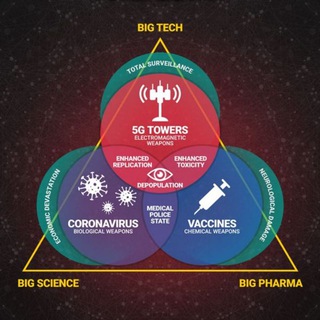 BIG TECH
TOTAL SURVEILLANCE
5G TOWERS
ELECTROMAGNETIC
WEAPONS
ENHANCED
REPLICATION
ENHANCED
TOXICITY
DEPOPULATION
ECONOMIC DEVASTATION
NEUROLOGICAL DAMAGE
CORONAVIRUS
BIOLOGICAL WEAPONS
MEDICAL
POLICE
STATE
VACCINES
CHEMICAL WEAPONS
BIG SCIENCE
BIG PHARMA